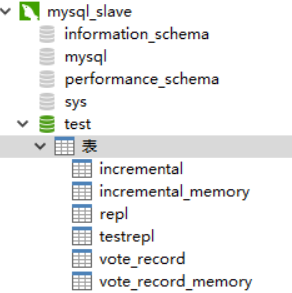 mysql_slave
information_schema
mysql
performance_schema
sys
test
表
incremental
incremental_memory
repl
testrepl
vote_record
vote_record_memory